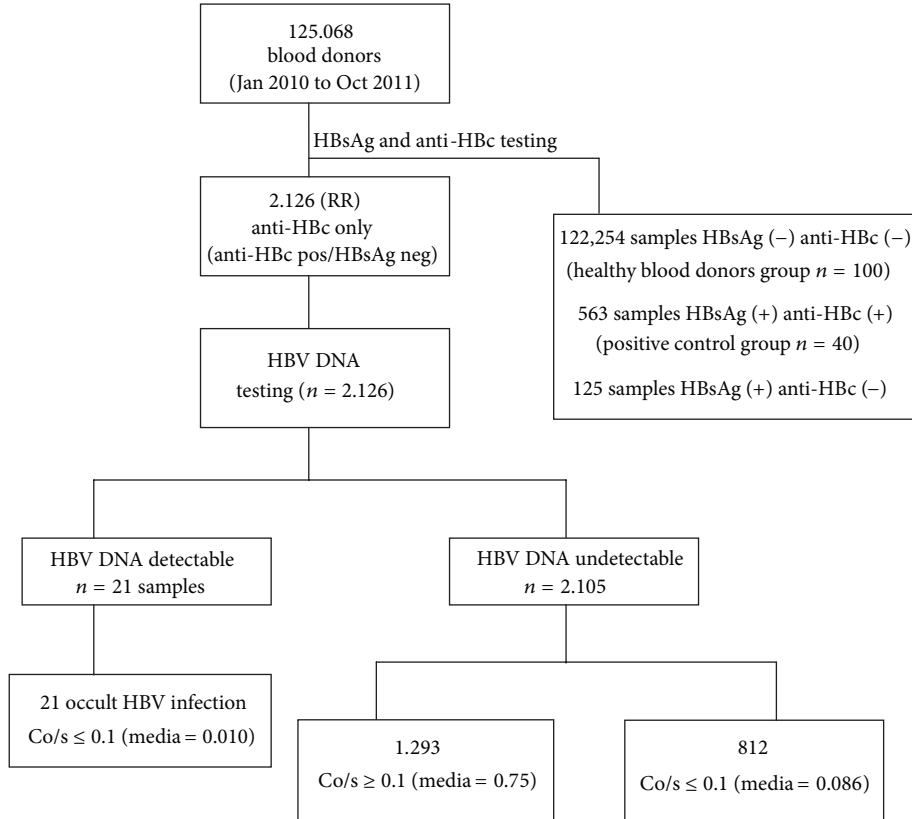 125.068
blood donors
(Jan 2010 to Oct 2011)
HBsAg and anti-HBc testing
2.126 (RR)
anti-HBc only
(anti-HBc pos/HBsAg neg)
122,254 samples HBsAg (−) anti-HBc (−)
(healthy blood donors group n = 100)
563 samples HBsAg (+) anti-HBc (+)
(positive control group n = 40)
125 samples HBsAg (+) anti-HBc (−)
HBV DNA
testing (n = 2.126)
HBV DNA detectable
n = 21 samples
HBV DNA undetectable
n = 2.105
21 occult HBV infection
Co/s ≤ 0.1 (media = 0.010)
1.293
Co/s ≥ 0.1 (media = 0.75)
812
Co/s ≤ 0.1 (media = 0.086)